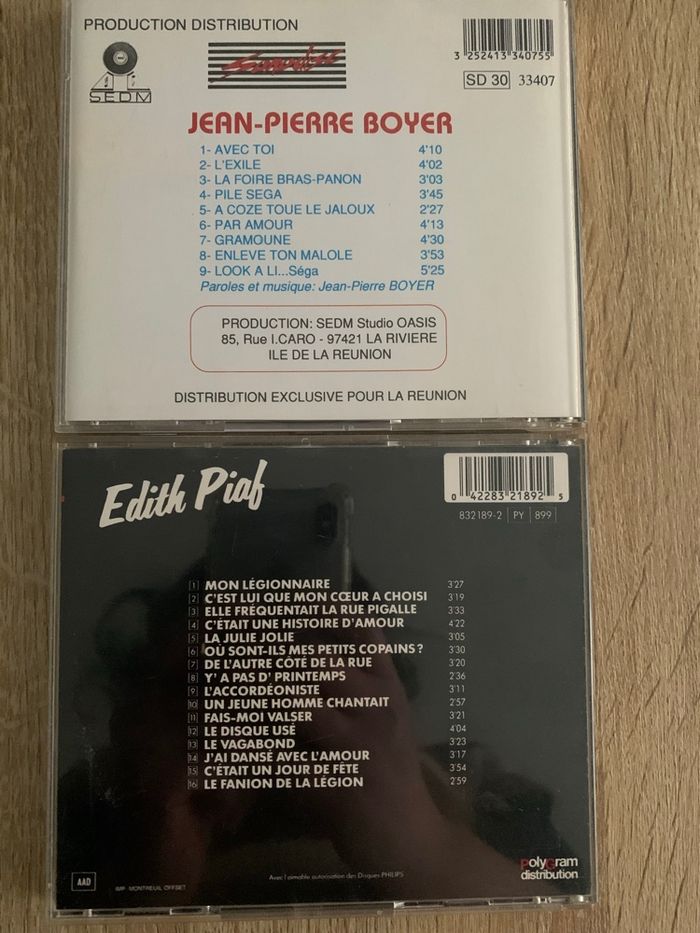 PRODUCTION DISTRIBUTION
3 252413 340755
SEDM
SD 30 33407
JEAN-PIERRE BOYER
1- AVEC TOI 4'10
2- L'EXILE 4'02
3- LA FOIRE BRAS-PANON 3'03
4- PILE SEGA 3'45
5- A COZE TOUE LE JALOUX 2'27
6- PAR AMOUR 4'13
7- GRAMOUNE 4'30
8- ENLEVE TON MALOLE 3'53
9- LOOK A LI...Séga 5'25
Paroles et musique: Jean-Pierre BOYER
PRODUCTION: SEDM Studio OASIS
85, Rue I.CARO - 97421 LA RIVIERE
ILE DE LA REUNION
DISTRIBUTION EXCLUSIVE POUR LA REUNION
Edith Piaf
0 42283 21892 5
832189-2 PY 899
1 MON LÉGIONNAIRE 3'27
2 C'EST LUI QUE MON CŒUR A CHOISI 3'19
3 ELLE FRÉQUENTAIT LA RUE PIGALLE 3'33
4 C'ÉTAIT UNE HISTOIRE D'AMOUR 4'22
5 LA JULIE JOLIE 3'05
6 OÙ SONT-ILS MES PETITS COPAINS ? 3'30
7 DE L'AUTRE CÔTÉ DE LA RUE 3'20
8 Y' A PAS D' PRINTEMPS 2'36
9 L'ACCORDÉONISTE 3'11
10 UN JEUNE HOMME CHANTAIT 2'57
11 FAIS-MOI VALSER 3'21
12 LE DISQUE USÉ 4'04
13 LE VAGABOND 3'23
14 J'AI DANSÉ AVEC L'AMOUR 3'17
15 C'ÉTAIT UN JOUR DE FÊTE 3'54
16 LE FANION DE LA LÉGION 2'59
PolyGram
distribution
AAD
IMP. MONTREUIL OFFSET
Avec l'aimable autorisation des Disques PHILIPS